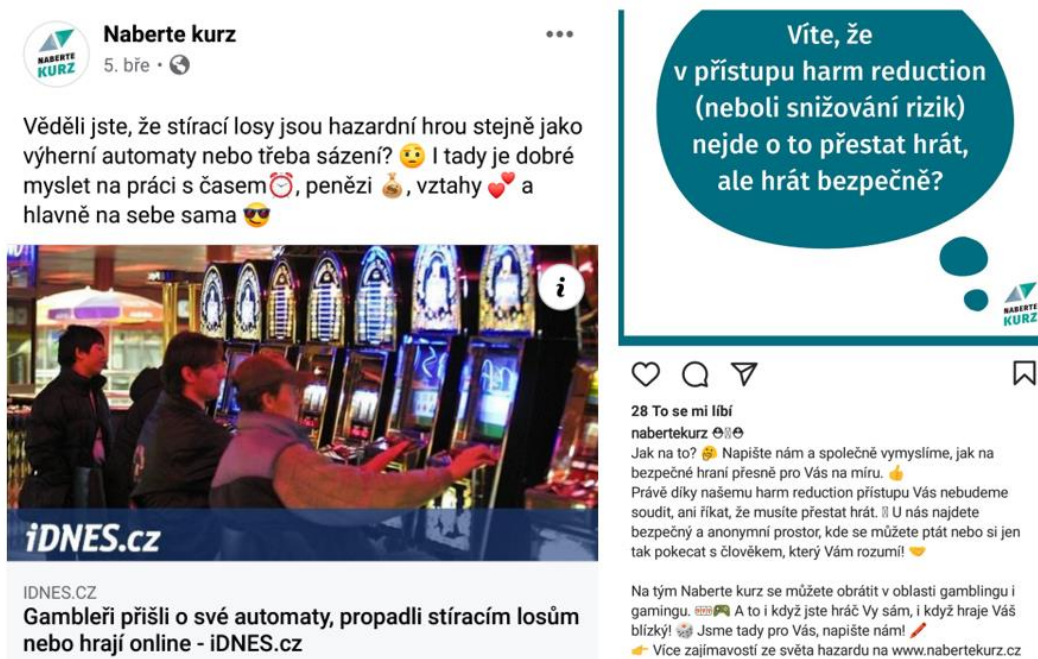 Naberte kurz
5. bře
NABERTE
KURZ
Věděli jste, že stírací losy jsou hazardní hrou stejně jako
výherní automaty nebo třeba sázení? 🤨 I tady je dobré
myslet na práci s časem⏰, penězi 💰, vztahy 💕 a
hlavně na sebe sama 😎
i
iDNES.cz
IDNES.CZ
Gambleři přišli o své automaty, propadli stíracím losům
nebo hrají online - iDNES.cz
Víte, že
v přístupu harm reduction
(neboli snižování rizik)
nejde o to přestat hrát,
ale hrát bezpečně?
NABERTE
KURZ
28 To se mi líbí
nabertekurz
Jak na to? 🤔 Napište nám a společně vymyslíme, jak na
bezpečné hraní přesně pro Vás na míru. 👍
Právě díky našemu harm reduction přístupu Vás nebudeme
soudit, ani říkat, že musíte přestat hrát. U nás najdete
bezpečný a anonymní prostor, kde se můžete ptát nebo si jen
tak pokecat s člověkem, který Vám rozumí! 🤝
Na tým Naberte kurz se můžete obrátit v oblasti gamblingu i
gamingu. 🎰🎮 A to i když jste hráč Vy sám, i když hraje Váš
blízký! 🎲 Jsme tady pro Vás, napište nám! 🖍️
👉 Více zajímavostí ze světa hazardu na www.nabertekurz.cz